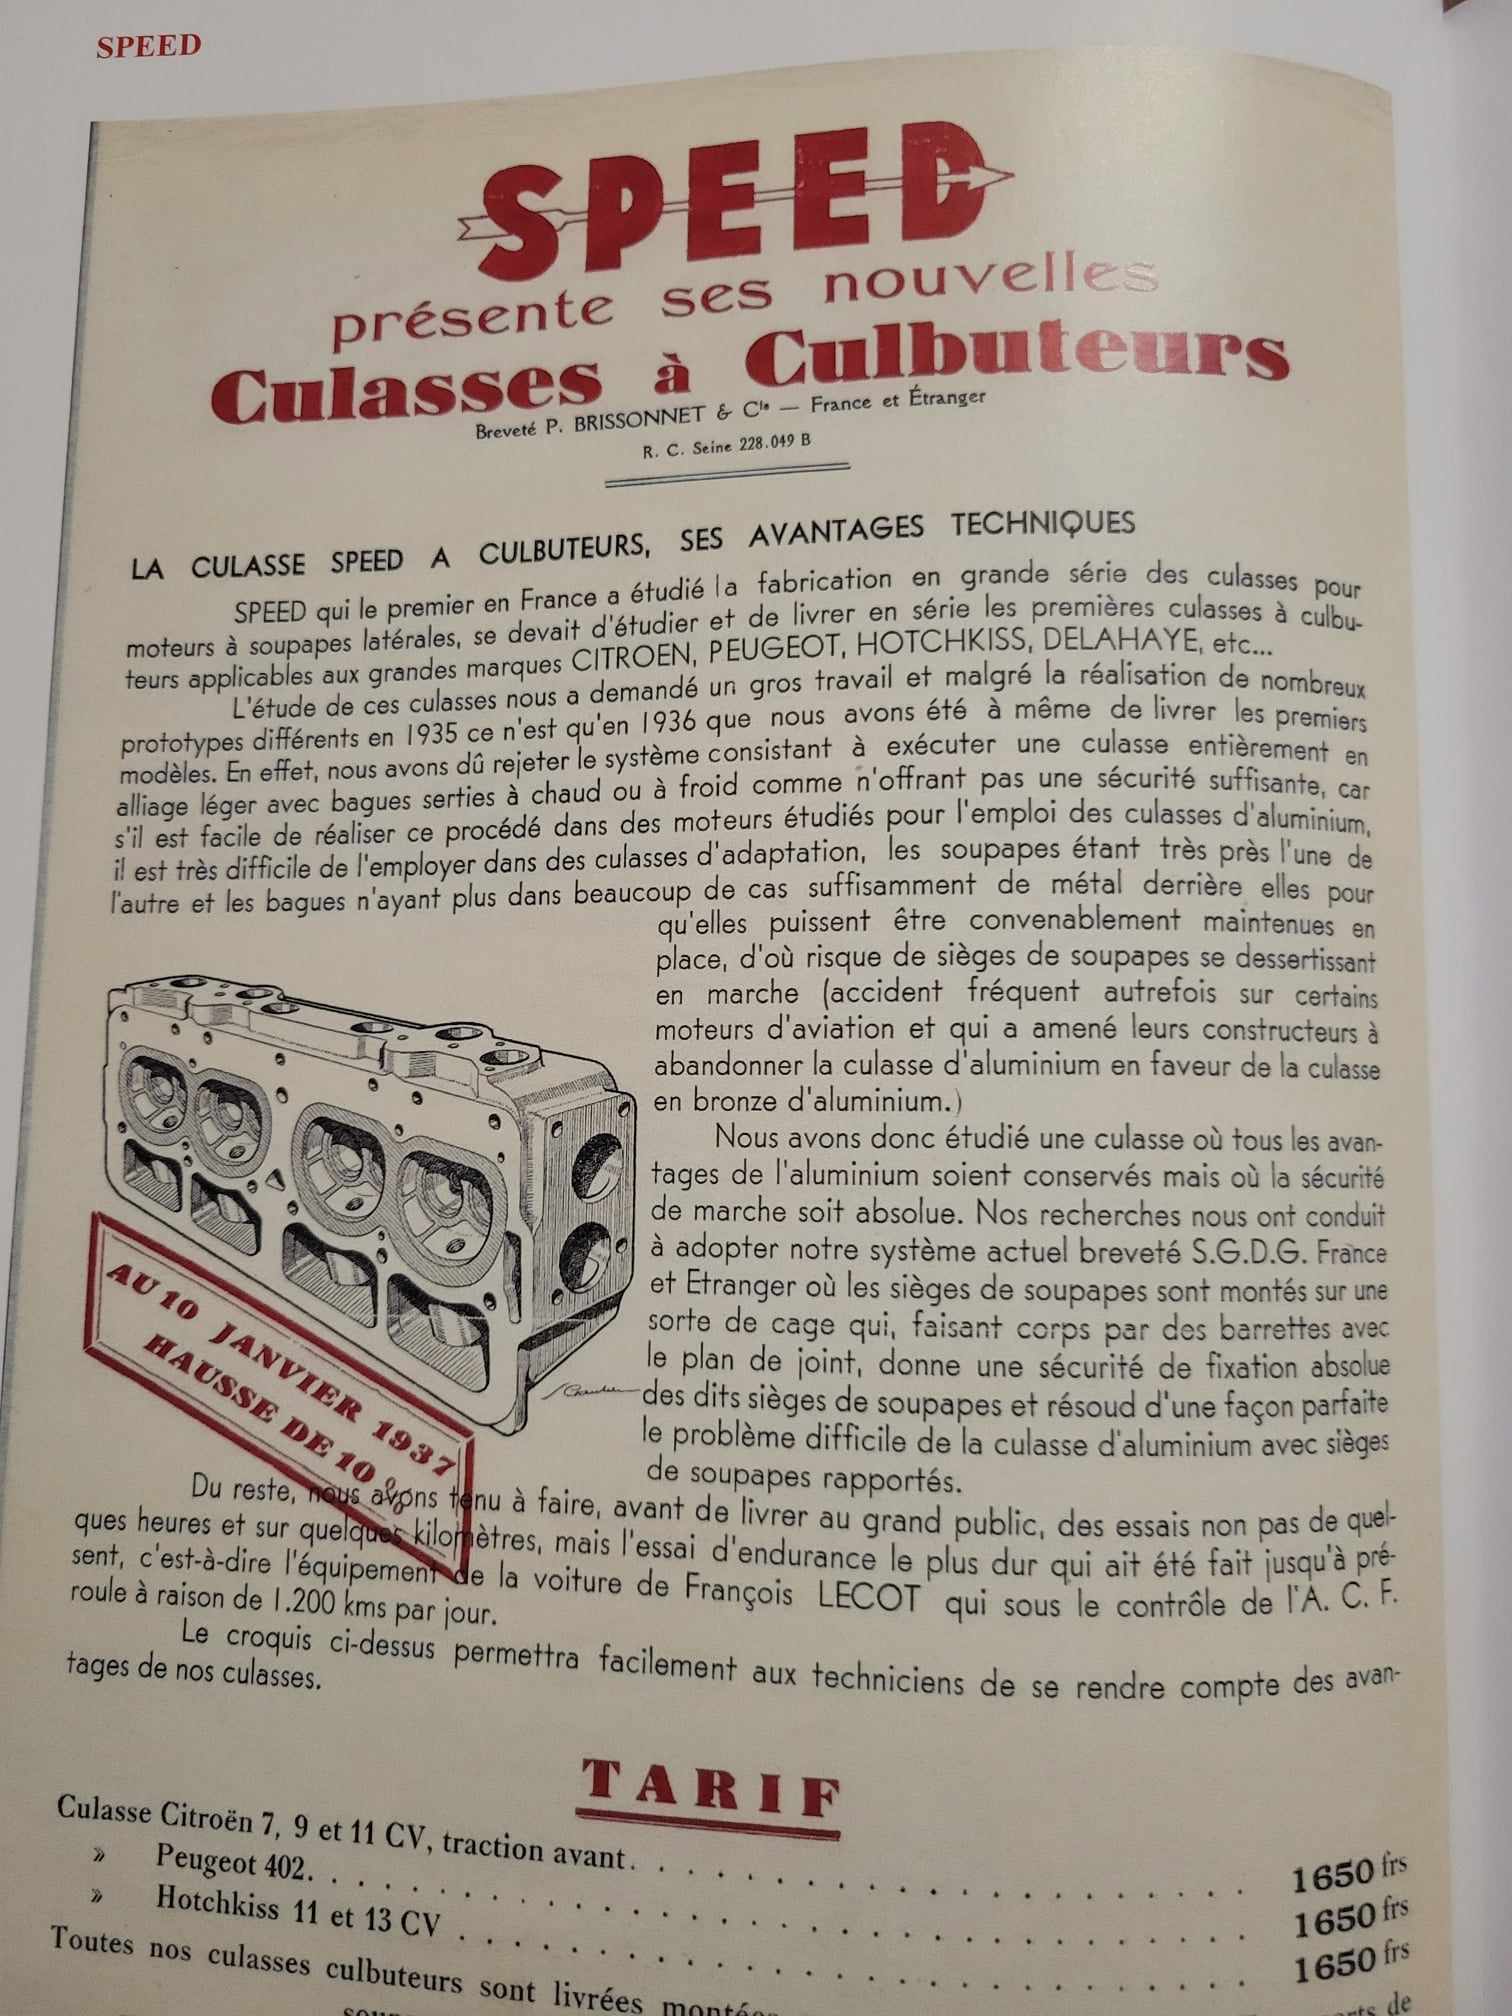 SPEED
SPEED
présente ses nouvelles
Culasses à Culbuteurs
Breveté P. BRISSONNET & Cie — France et Étranger
R. C. Seine 228.049 B
LA CULASSE SPEED A CULBUTEURS, SES AVANTAGES TECHNIQUES
SPEED qui le premier en France a étudié la fabrication en grande série des culasses pour
moteurs à soupapes latérales, se devait d'étudier et de livrer en série les premières culasses à culbu-
teurs applicables aux grandes marques CITROEN, PEUGEOT, HOTCHKISS, DELAHAYE, etc...
L'étude de ces culasses nous a demandé un gros travail et malgré la réalisation de nombreux
prototypes différents en 1935 ce n'est qu'en 1936 que nous avons été à même de livrer les premiers
modèles. En effet, nous avons dû rejeter le système consistant à exécuter une culasse entièrement en
alliage léger avec bagues serties à chaud ou à froid comme n'offrant pas une sécurité suffisante, car
s'il est facile de réaliser ce procédé dans des moteurs étudiés pour l'emploi des culasses d'aluminium,
il est très difficile de l'employer dans des culasses d'adaptation, les soupapes étant très près l'une de
l'autre et les bagues n'ayant plus dans beaucoup de cas suffisamment de métal derrière elles pour
qu'elles puissent être convenablement maintenues en
place, d'où risque de sièges de soupapes se dessertissant
en marche (accident fréquent autrefois sur certains
moteurs d'aviation et qui a amené leurs constructeurs à
abandonner la culasse d'aluminium en faveur de la culasse
en bronze d'aluminium.)
Nous avons donc étudié une culasse où tous les avan-
tages de l'aluminium soient conservés mais où la sécurité
de marche soit absolue. Nos recherches nous ont conduit
à adopter notre système actuel breveté S.G.D.G. France
et Etranger où les sièges de soupapes sont montés sur une
sorte de cage qui, faisant corps par des barrettes avec
le plan de joint, donne une sécurité de fixation absolue
des dits sièges de soupapes et résoud d'une façon parfaite
le problème difficile de la culasse d'aluminium avec sièges
de soupapes rapportés.
AU 10 JANVIER 1937
HAUSSE DE 10 %
Du reste, nous avons tenu à faire, avant de livrer au grand public, des essais non pas de quel-
ques heures et sur quelques kilomètres, mais l'essai d'endurance le plus dur qui ait été fait jusqu'à pré-
sent, c'est-à-dire l'équipement de la voiture de François LECOT qui sous le contrôle de l'A. C. F.
roule à raison de 1.200 kms par jour.
Le croquis ci-dessus permettra facilement aux techniciens de se rendre compte des avan-
tages de nos culasses.
TARIF
Culasse Citroën 7, 9 et 11 CV, traction avant. . . . . . . . . . . . . . . . . . 1650 frs
» Peugeot 402. . . . . . . . . . . . . . . . . . . . . . . . . . . . 1650 frs
» Hotchkiss 11 et 13 CV . . . . . . . . . . . . . . . . . . . . . . . 1650 frs
Toutes nos culasses culbuteurs sont livrées montées de